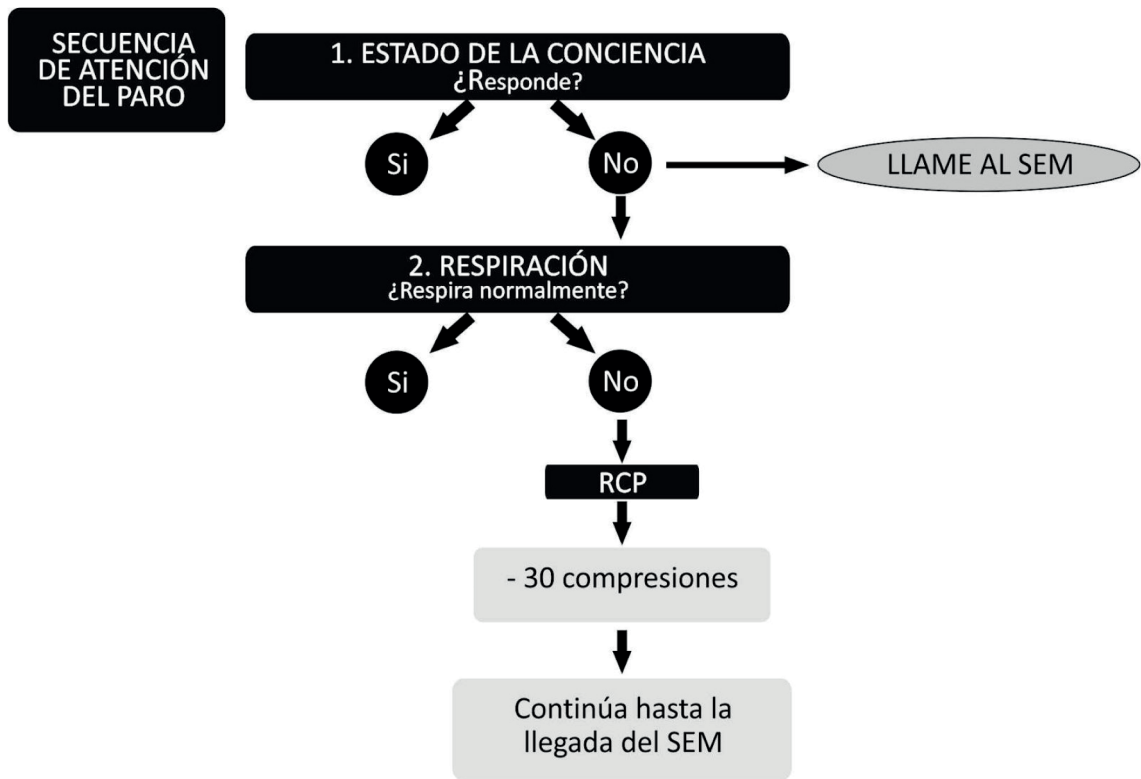 SECUENCIA
DE ATENCIÓN
DEL PARO
1. ESTADO DE LA CONCIENCIA
¿Responde?
Si
No
LLAME AL SEM
2. RESPIRACIÓN
¿Respira normalmente?
Si
No
RCP
- 30 compresiones
Continúa hasta la
llegada del SEM